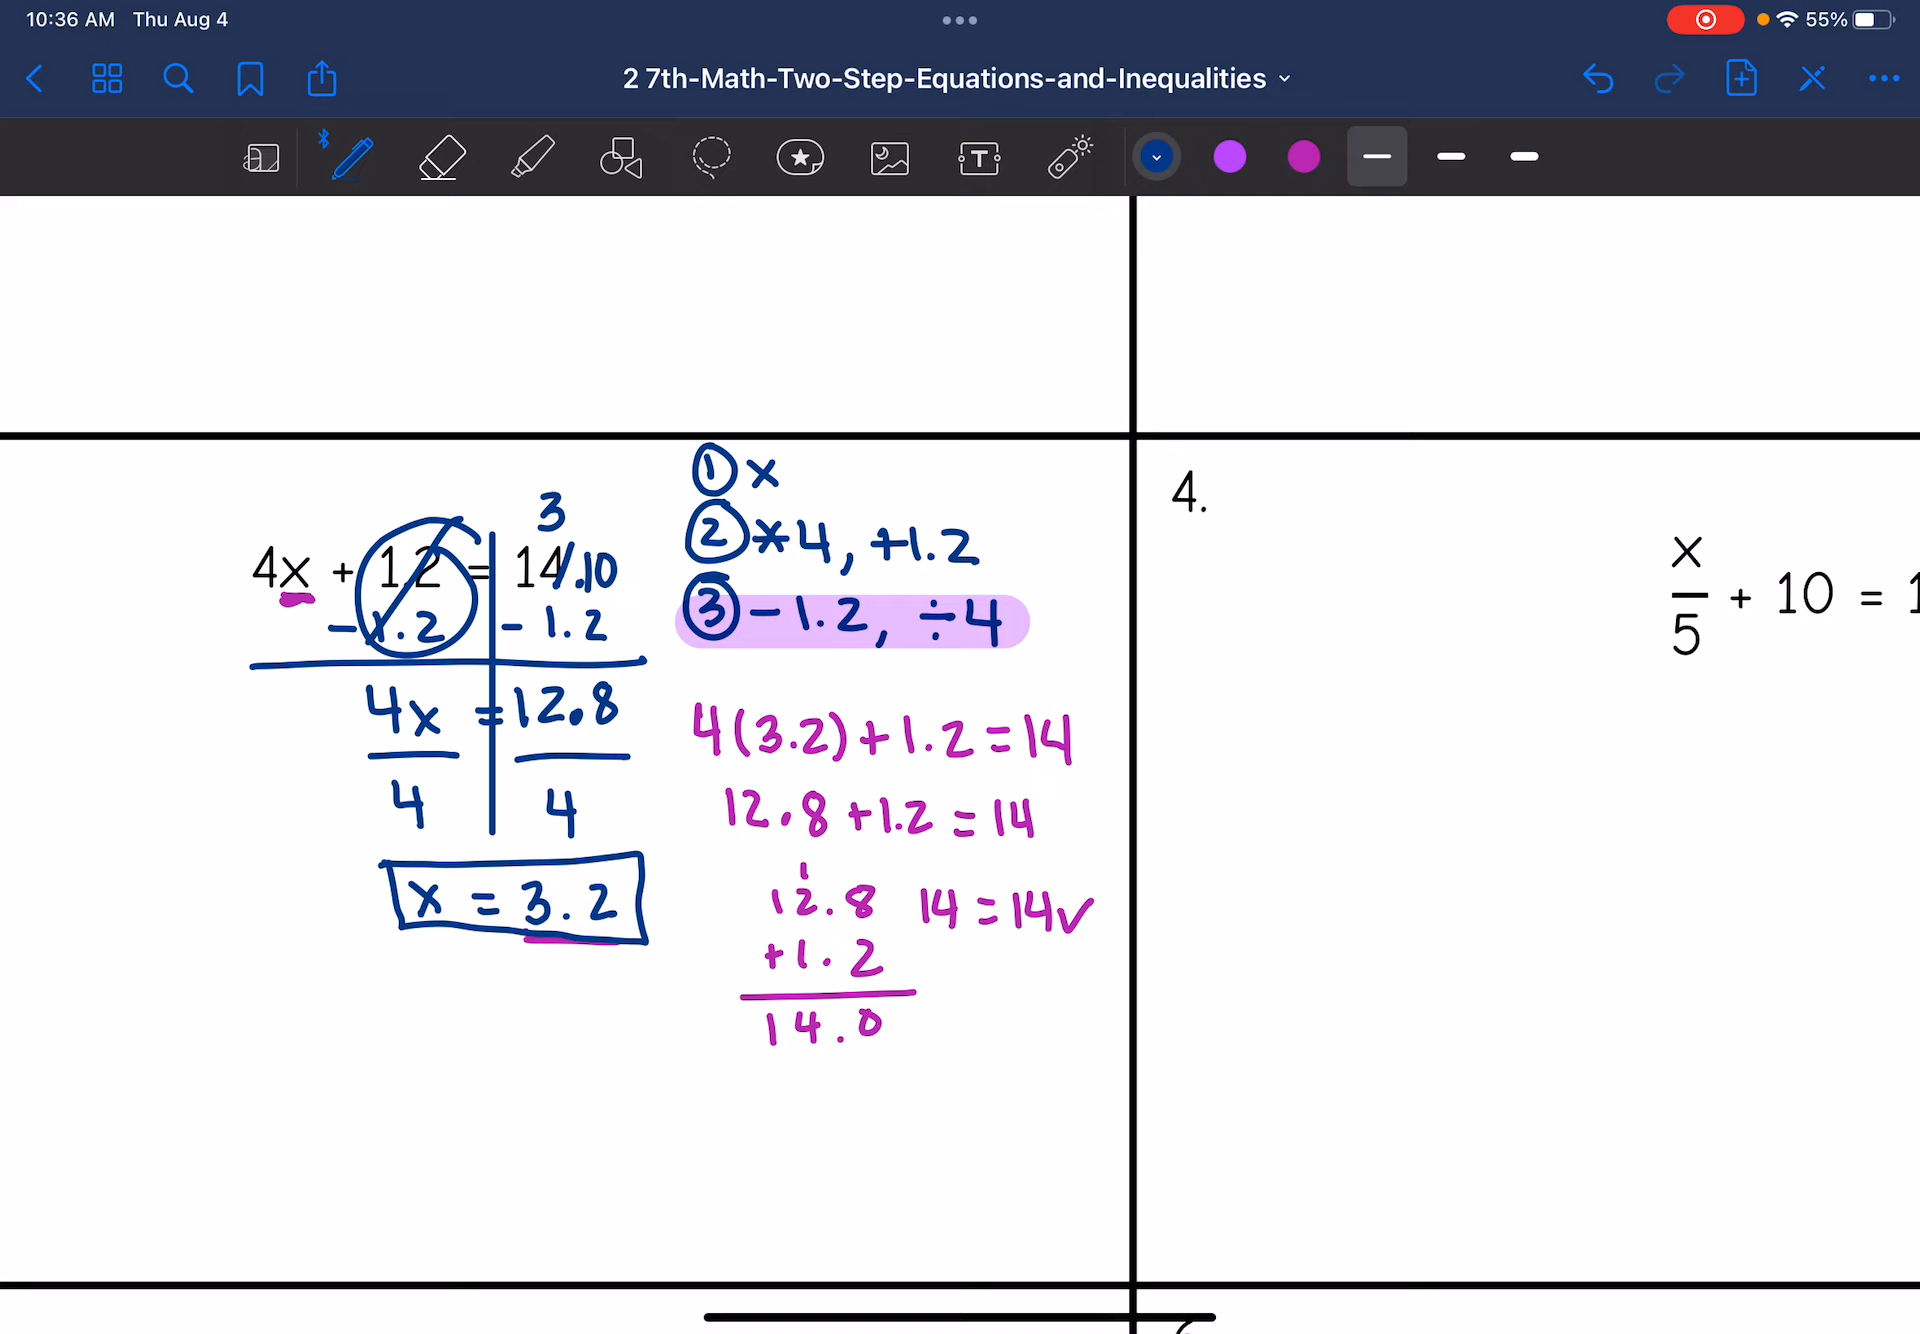 10:36 AM Thu Aug 4
55%
2 7th-Math-Two-Step-Equations-and-Inequalities
T
4x + 1.2 = 14.10
3
- 1.2 - 1.2
4x = 12.8
4 4
x = 3.2
① x
② *4, +1.2
③ -1.2, ÷4
4(3.2)+1.2=14
12.8+1.2=14
1
12.8
+1.2
14.0
14=14✓
4.
x
5
+ 10 = 1